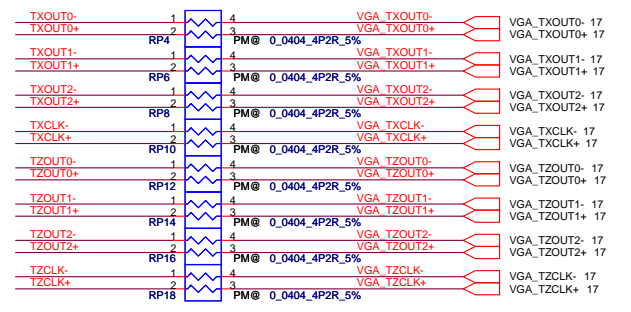 TXOUT0- 1 4 VGA_TXOUT0- VGA_TXOUT0- 17
TXOUT0+ 2 3 VGA_TXOUT0+ VGA_TXOUT0+ 17
RP4 PM@ 0_0404_4P2R_5%
TXOUT1- 1 4 VGA_TXOUT1- VGA_TXOUT1- 17
TXOUT1+ 2 3 VGA_TXOUT1+ VGA_TXOUT1+ 17
RP6 PM@ 0_0404_4P2R_5%
TXOUT2- 1 4 VGA_TXOUT2- VGA_TXOUT2- 17
TXOUT2+ 2 3 VGA_TXOUT2+ VGA_TXOUT2+ 17
RP8 PM@ 0_0404_4P2R_5%
TXCLK- 1 4 VGA_TXCLK- VGA_TXCLK- 17
TXCLK+ 2 3 VGA_TXCLK+ VGA_TXCLK+ 17
RP10 PM@ 0_0404_4P2R_5%
TZOUT0- 1 4 VGA_TZOUT0- VGA_TZOUT0- 17
TZOUT0+ 2 3 VGA_TZOUT0+ VGA_TZOUT0+ 17
RP12 PM@ 0_0404_4P2R_5%
TZOUT1- 1 4 VGA_TZOUT1- VGA_TZOUT1- 17
TZOUT1+ 2 3 VGA_TZOUT1+ VGA_TZOUT1+ 17
RP14 PM@ 0_0404_4P2R_5%
TZOUT2- 1 4 VGA_TZOUT2- VGA_TZOUT2- 17
TZOUT2+ 2 3 VGA_TZOUT2+ VGA_TZOUT2+ 17
RP16 PM@ 0_0404_4P2R_5%
TZCLK- 1 4 VGA_TZCLK- VGA_TZCLK- 17
TZCLK+ 2 3 VGA_TZCLK+ VGA_TZCLK+ 17
RP18 PM@ 0_0404_4P2R_5%